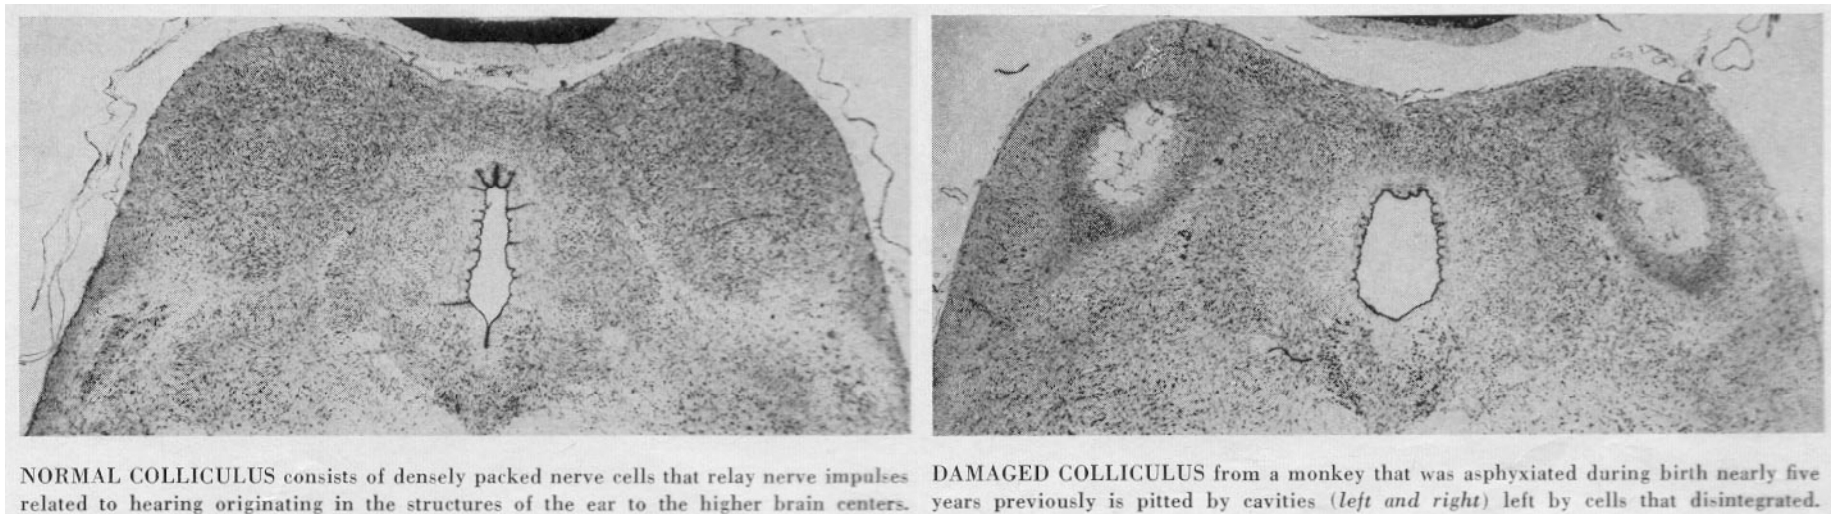 NORMAL COLLICULUS consists of densely packed nerve cells that relay nerve impulses
related to hearing originating in the structures of the ear to the higher brain centers.
DAMAGED COLLICULUS from a monkey that was asphyxiated during birth nearly five
years previously is pitted by cavities (left and right) left by cells that disintegrated.